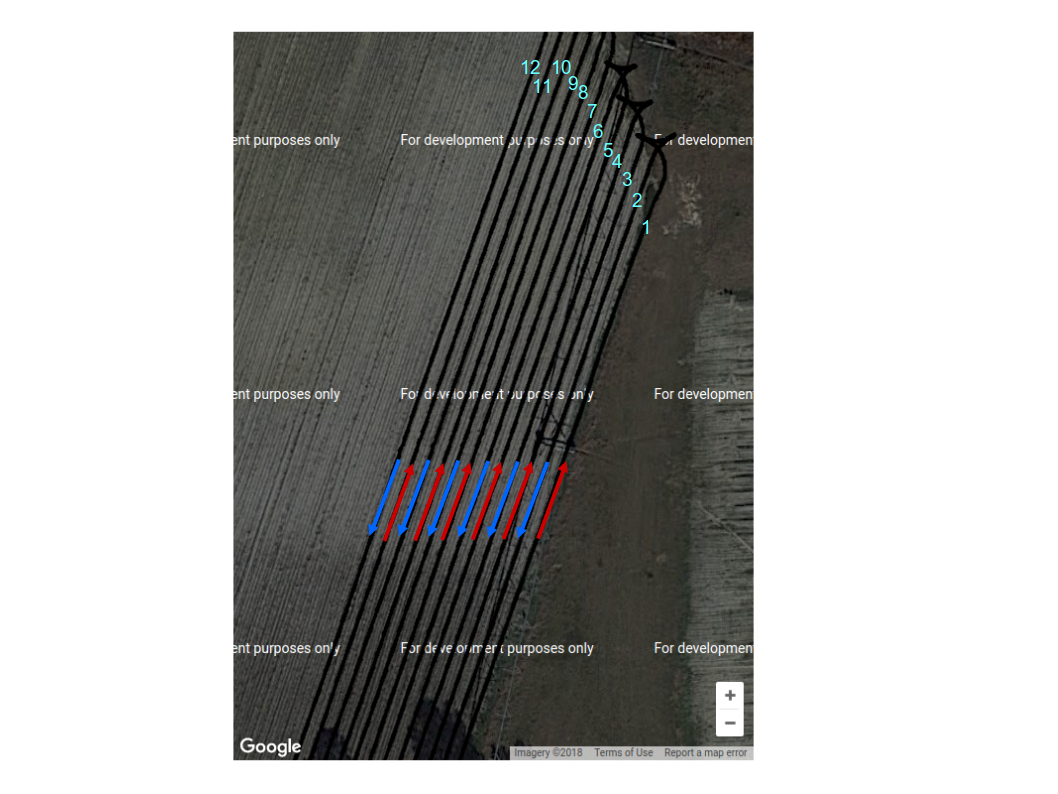 12 10
11 9
8
7
6
ent purposes only For development purposes only For developmen
5
4
3
2
1
ent purposes only For development purposes only For developmen
ent purposes only For development purposes only For developmen
+
−
Google
Imagery ©2018 Terms of Use Report a map error